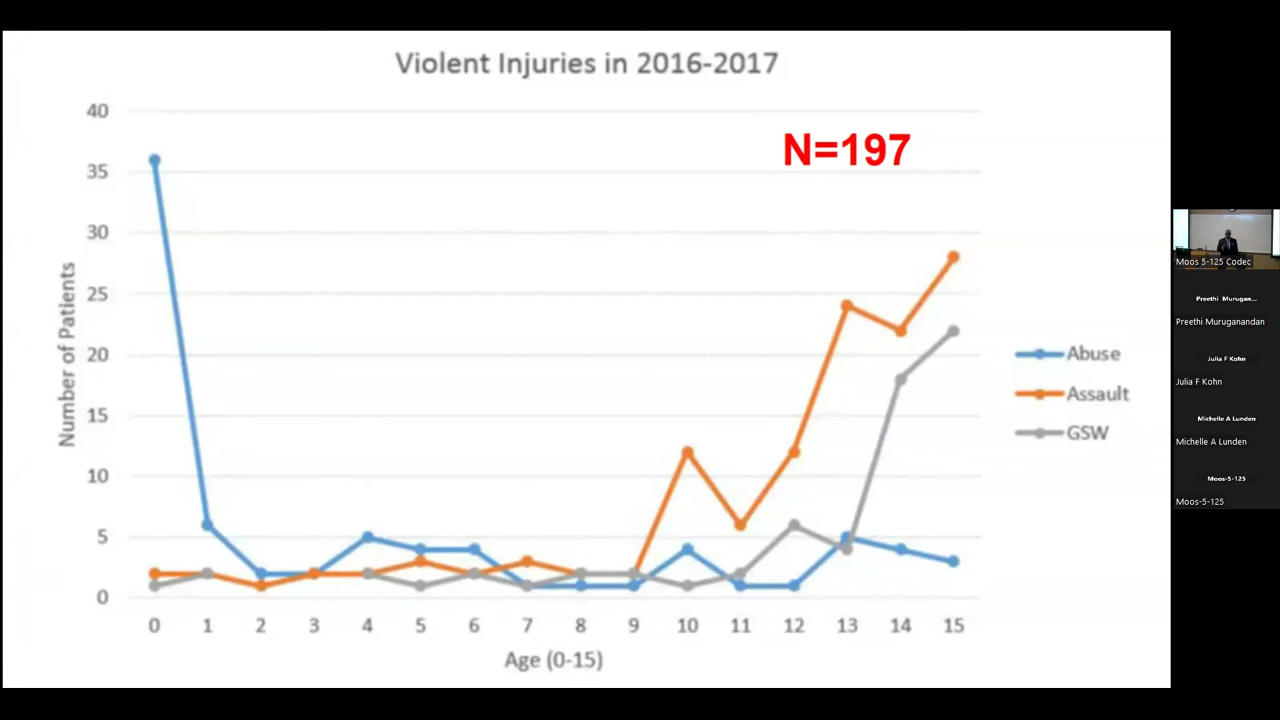 Violent Injuries in 2016-2017
N=197
Number of Patients
40
35
30
25
20
15
10
5
0
0 1 2 3 4 5 6 7 8 9 10 11 12 13 14 15
Age (0-15)
Abuse
Assault
GSW
Moos 5-125 Codec
Preethi Murugan...
Preethi Muruganandan
Julia F Kohn
Julia F Kohn
Michelle A Lunden
Michelle A Lunden
Moos-5-125
Moos-5-125